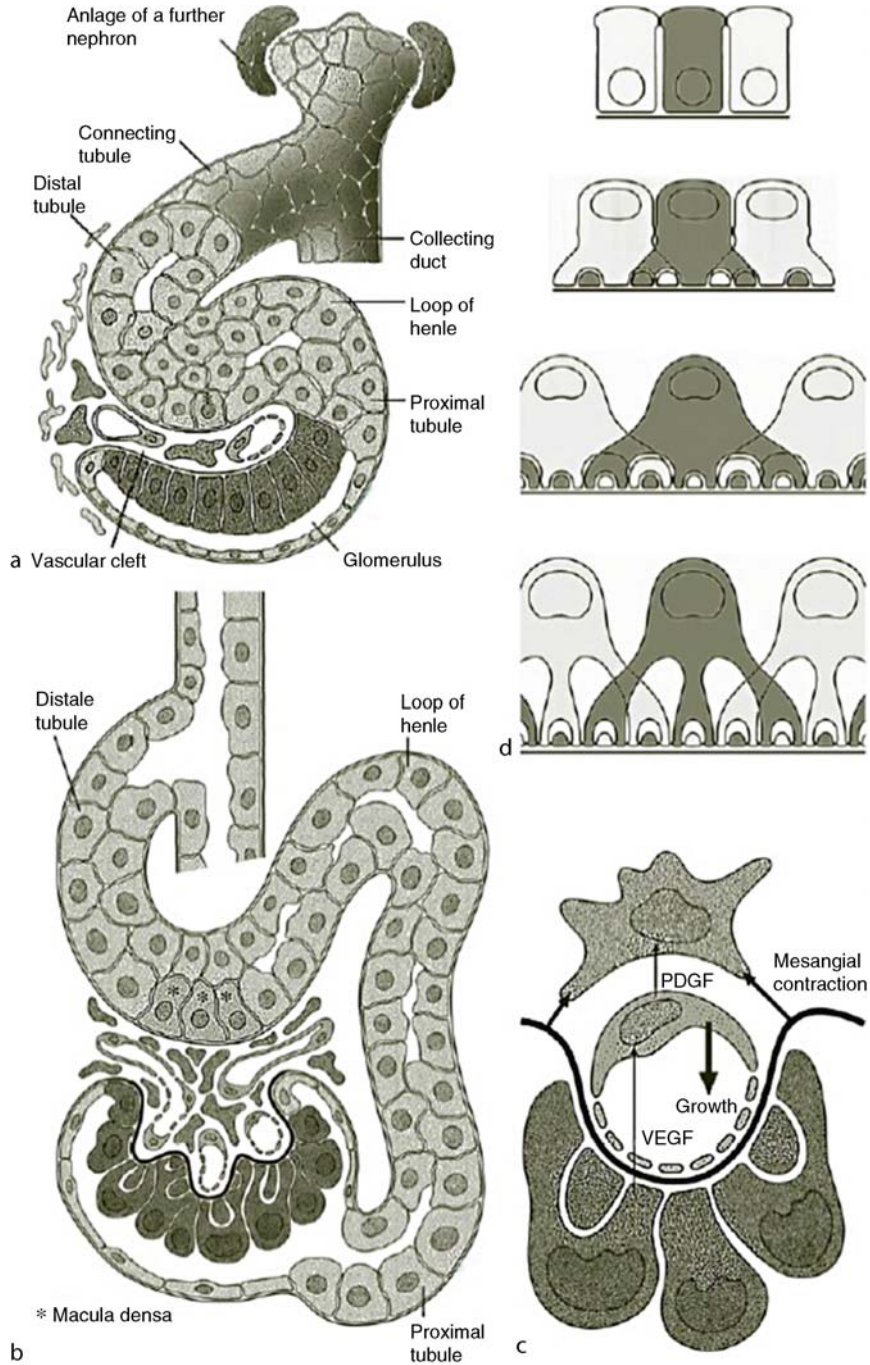 Anlage of a further
nephron
Connecting
tubule
Distal
tubule
Collecting
duct
Loop of
henle
Proximal
tubule
a
Vascular cleft
Glomerulus
d
Distale
tubule
Loop of
henle
* * *
* Macula densa
Proximal
tubule
b
PDGF
Mesangial
contraction
Growth
VEGF
c